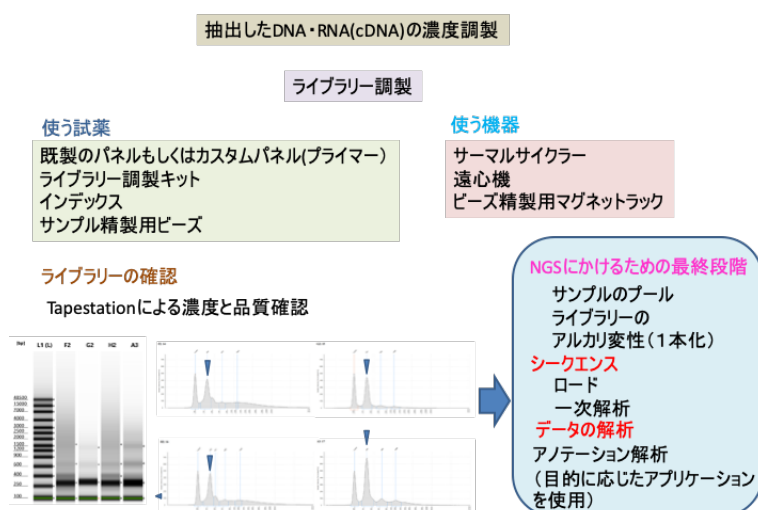 抽出したDNA・RNA(cDNA)の濃度調製
ライブラリー調製
使う試薬
既製のパネルもしくはカスタムパネル(プライマー)
ライブラリー調製キット
インデックス
サンプル精製用ビーズ
使う機器
サーマルサイクラー
遠心機
ビーズ精製用マグネットラック
ライブラリーの確認
Tapestationによる濃度と品質確認
L1 (L) F2 G2 H2 A3
NGSにかけるための最終段階
サンプルのプール
ライブラリーの
アルカリ変性(1本化)
シークエンス
ロード
一次解析
データの解析
アノテーション解析
(目的に応じたアプリケーション
を使用)